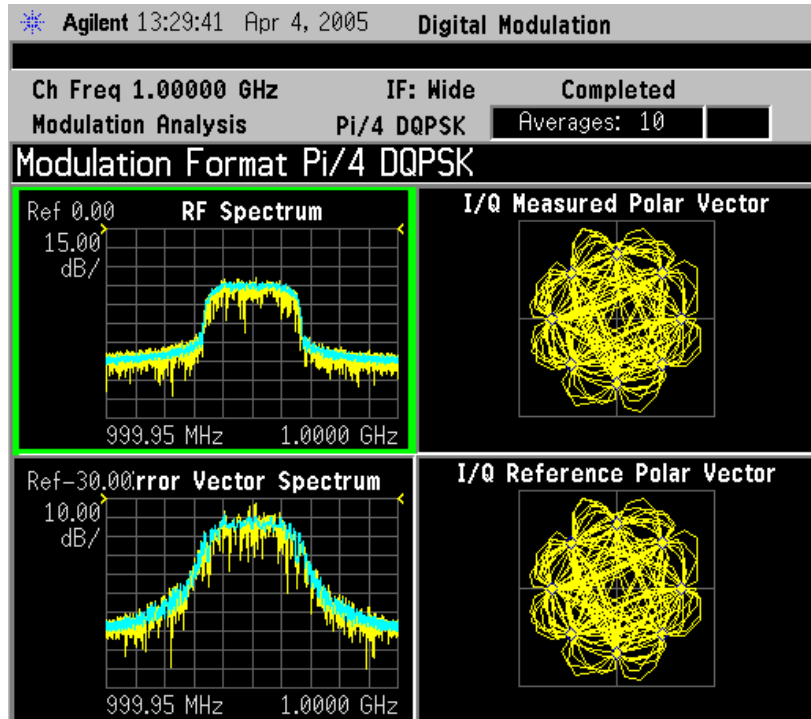 Agilent 13:29:41 Apr 4, 2005 Digital Modulation
Ch Freq 1.00000 GHz IF: Wide Completed
Modulation Analysis Pi/4 DQPSK Averages: 10
Modulation Format Pi/4 DQPSK
Ref 0.00 RF Spectrum
15.00
dB/
999.95 MHz 1.0000 GHz
I/Q Measured Polar Vector
Ref-30.00 rror Vector Spectrum
10.00
dB/
999.95 MHz 1.0000 GHz
I/Q Reference Polar Vector